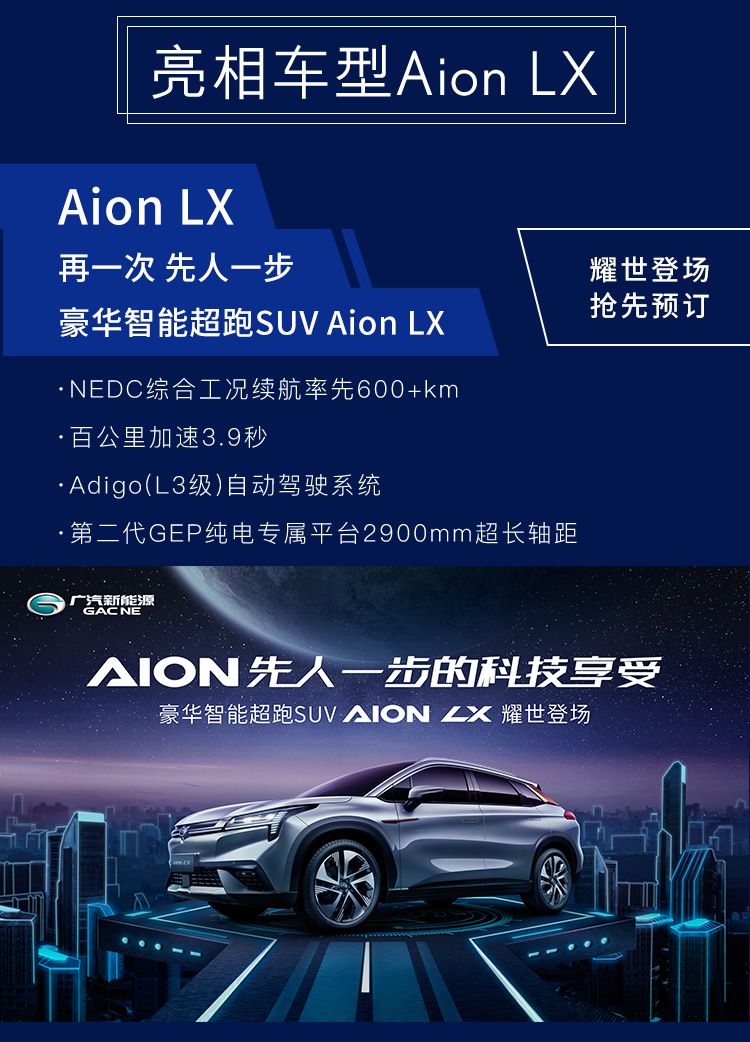 亮相车型Aion LX
Aion LX
再一次 先人一步
豪华智能超跑SUV Aion LX
耀世登场
抢先预订
·NEDC综合工况续航率先600+km
·百公里加速3.9秒
·Adigo(L3级)自动驾驶系统
·第二代GEP纯电专属平台2900mm超长轴距
广汽新能源
GAC NE
AION先人一步的科技享受
豪华智能超跑SUV AION LX 耀世登场
AION LX